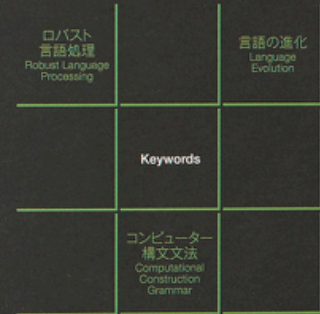 ロバスト
言語処理
Robust Language
Processing
言語の進化
Language
Evolution
Keywords
コンピューター
構文文法
Computational
Construction
Grammar